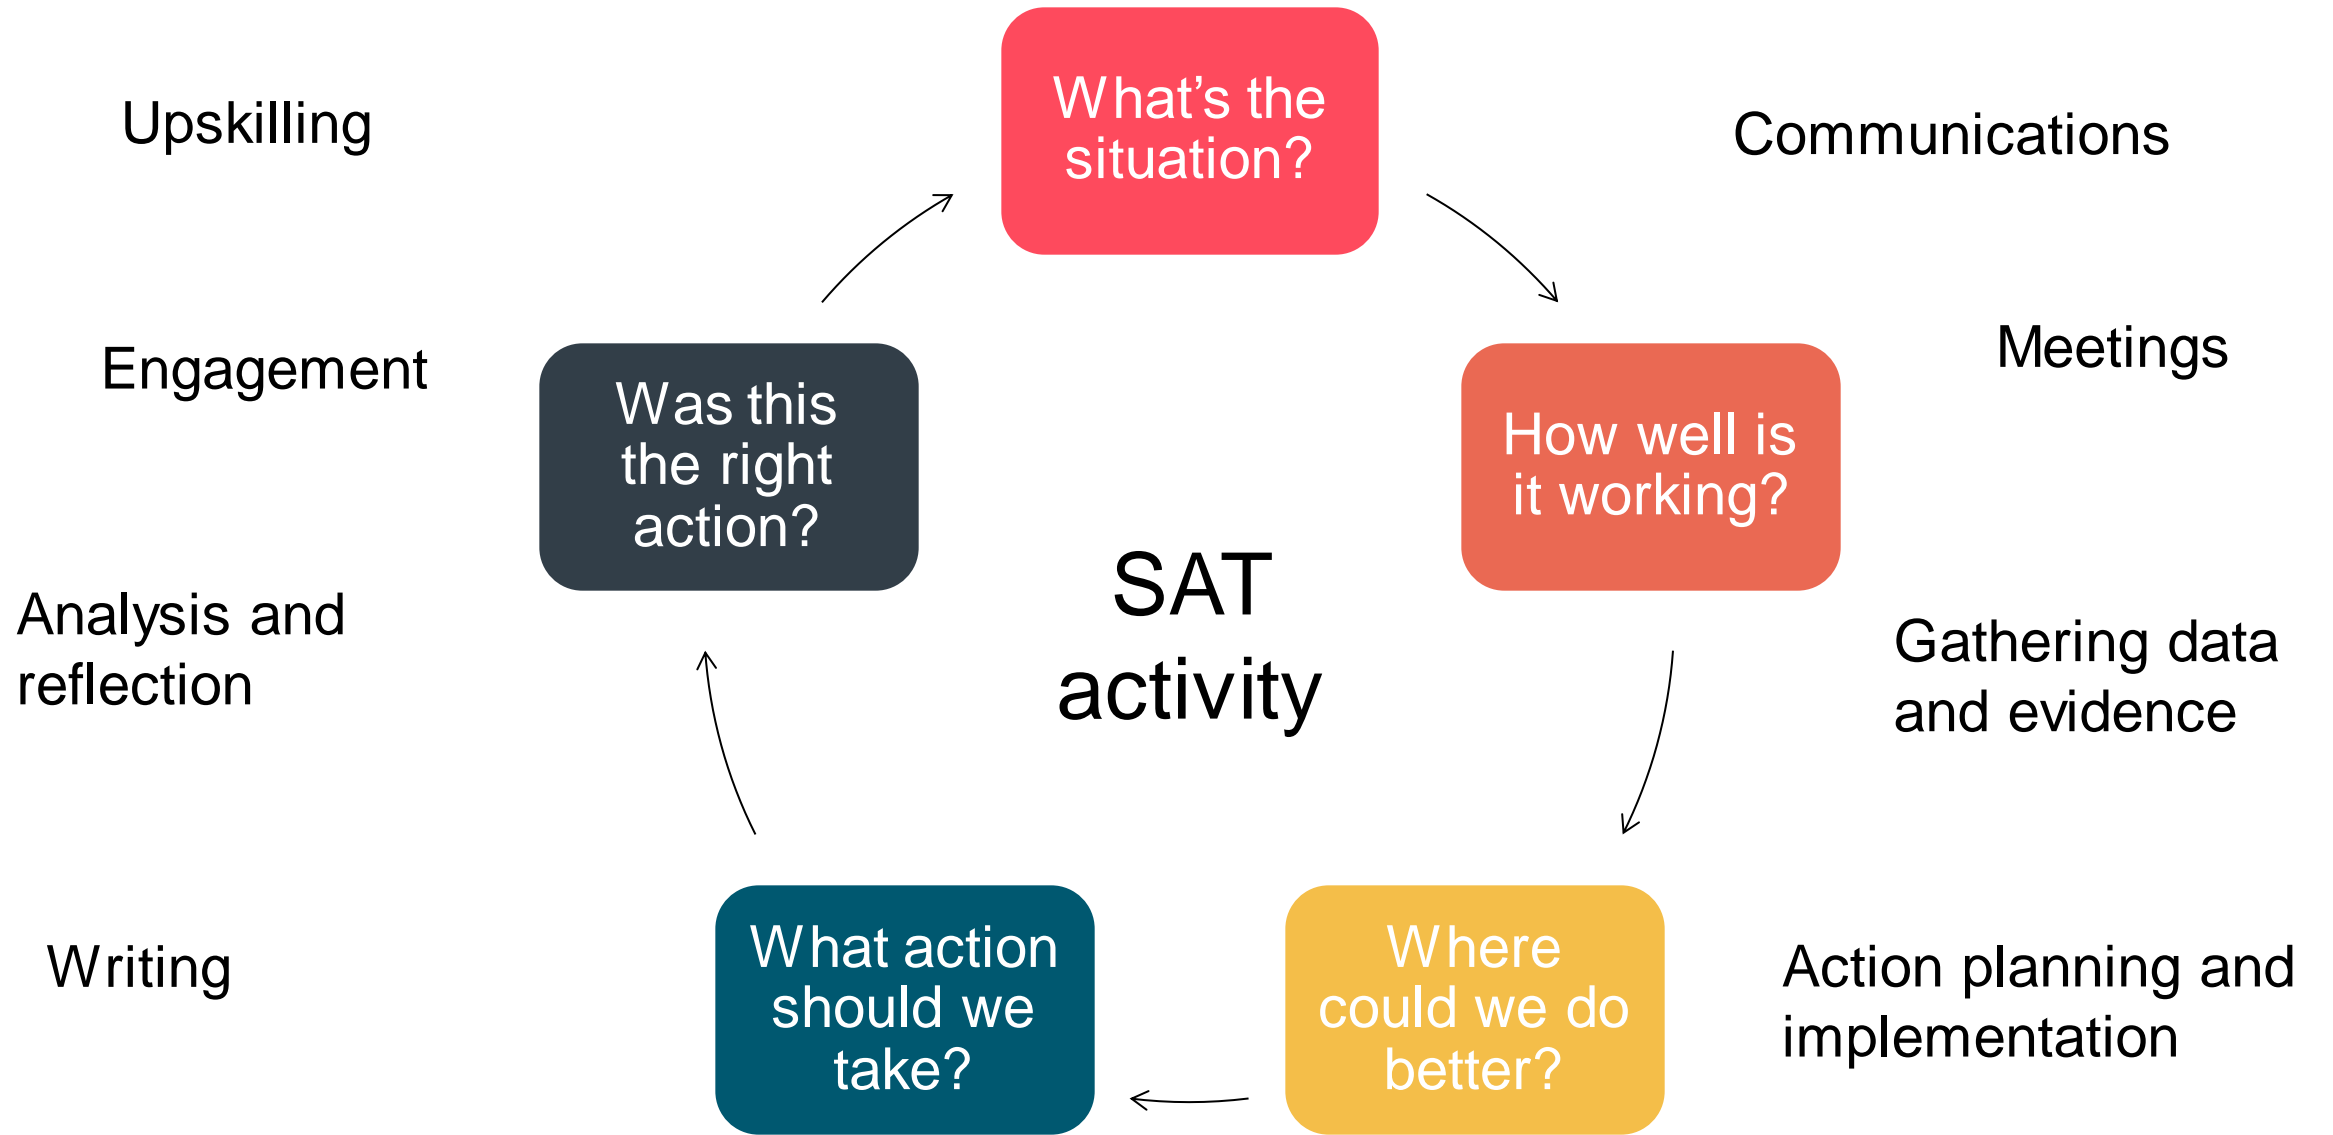 What’s the
situation?
Upskilling
Communications
Engagement
Meetings
Was this
the right
action?
How well is
it working?
SAT
activity
Analysis and
reflection
Gathering data
and evidence
Writing
What action
should we
take?
Where
could we do
better?
Action planning and
implementation